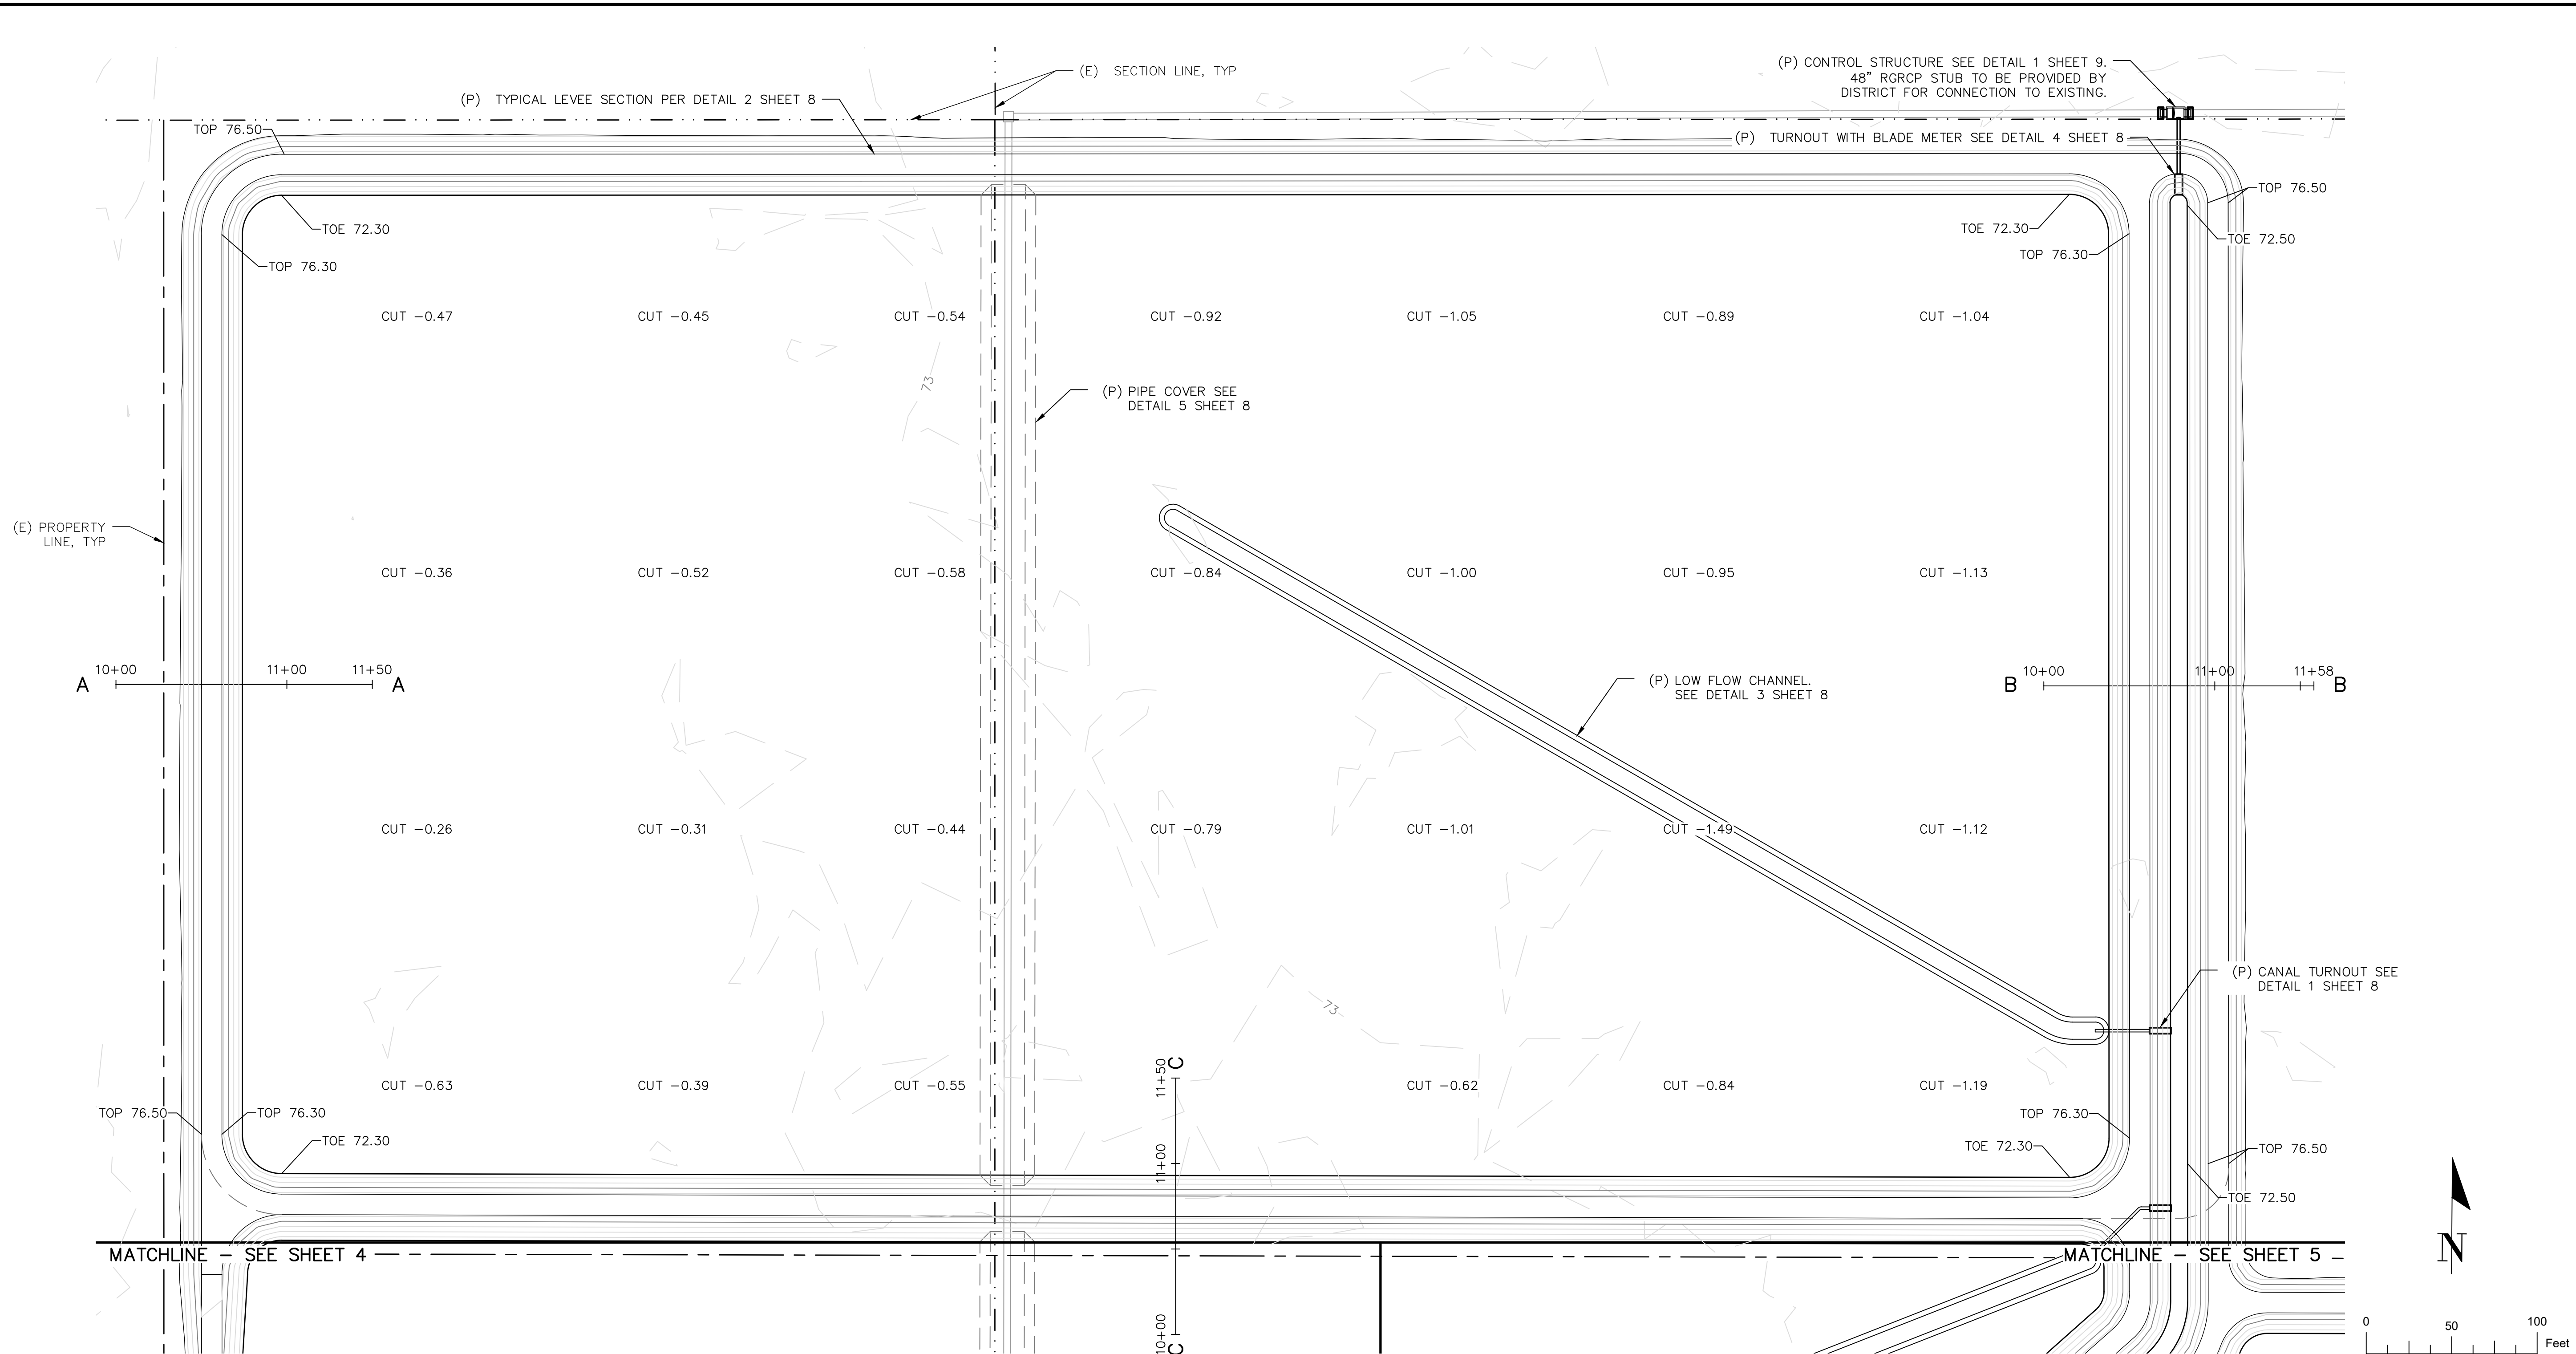 (E)  SECTION LINE, TYP
(P) CONTROL STRUCTURE SEE DETAIL 1 SHEET 9.
48" RGRCP STUB TO BE PROVIDED BY
DISTRICT FOR CONNECTION TO EXISTING.
(P)  TYPICAL LEVEE SECTION PER DETAIL 2 SHEET 8
TOP 76.50
(P)  TURNOUT WITH BLADE METER SEE DETAIL 4 SHEET 8
TOP 76.50
TOE 72.30
TOE 72.30
TOE 72.50
TOP 76.30
TOP 76.30
CUT -0.47
CUT -0.45
CUT -0.54
CUT -0.92
CUT -1.05
CUT -0.89
CUT -1.04
73
(P) PIPE COVER SEE
DETAIL 5 SHEET 8
(E) PROPERTY
LINE, TYP
CUT -0.36
CUT -0.52
CUT -0.58
CUT -0.84
CUT -1.00
CUT -0.95
CUT -1.13
A 10+00 11+00 11+50 A
(P) LOW FLOW CHANNEL.
SEE DETAIL 3 SHEET 8
B 10+00 11+00 11+58 B
CUT -0.26
CUT -0.31
CUT -0.44
CUT -0.79
CUT -1.01
CUT -1.49
CUT -1.12
(P) CANAL TURNOUT SEE
DETAIL 1 SHEET 8
73
CUT -0.63
CUT -0.39
CUT -0.55
C 11+50 11+00 10+00 C
CUT -0.62
CUT -0.84
CUT -1.19
TOP 76.50
TOP 76.30
TOP 76.30
TOE 72.30
TOE 72.30
TOP 76.50
TOE 72.50
MATCHLINE - SEE SHEET 4
MATCHLINE - SEE SHEET 5
N
0 50 100
Feet